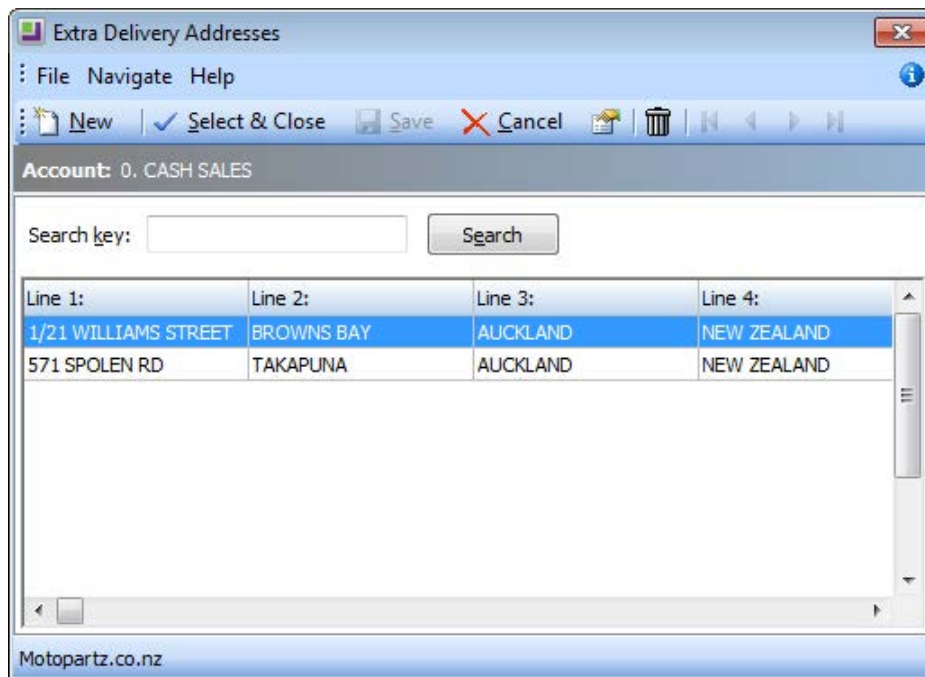 Extra Delivery Addresses
File Navigate Help
New Select & Close Save Cancel
Account: 0. CASH SALES
Search key: Search
Line 1: Line 2: Line 3: Line 4:
1/21 WILLIAMS STREET BROWNS BAY AUCKLAND NEW ZEALAND
571 SPOLEN RD TAKAPUNA AUCKLAND NEW ZEALAND
Motopartz.co.nz